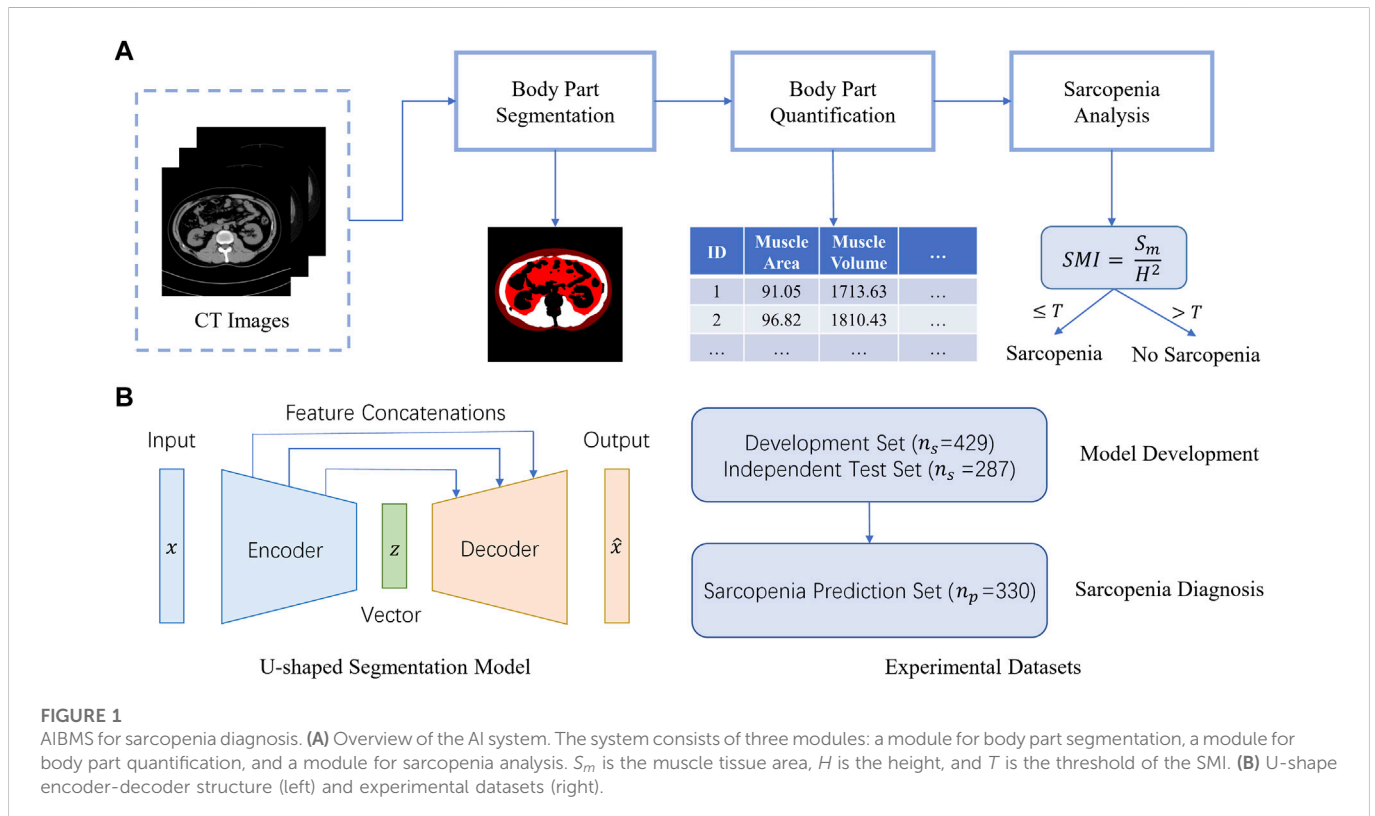 A
CT Images
Body Part
Segmentation
Body Part
Quantification
Sarcopenia
Analysis
ID Muscle Area Muscle Volume …
1 91.05 1713.63 …
2 96.82 1810.43 …
… … … …
SMI = S_m / H²
≤ T
> T
Sarcopenia
No Sarcopenia
B
Feature Concatenations
Input
Output
x
Encoder
z
Decoder
x̂
Vector
U-shaped Segmentation Model
Development Set (n_s=429)
Independent Test Set (n_s =287)
Model Development
Sarcopenia Prediction Set (n_p=330)
Sarcopenia Diagnosis
Experimental Datasets
FIGURE 1
AIBMS for sarcopenia diagnosis. (A) Overview of the AI system. The system consists of three modules: a module for body part segmentation, a module for
body part quantification, and a module for sarcopenia analysis. S_m is the muscle tissue area, H is the height, and T is the threshold of the SMI. (B) U-shape
encoder-decoder structure (left) and experimental datasets (right).